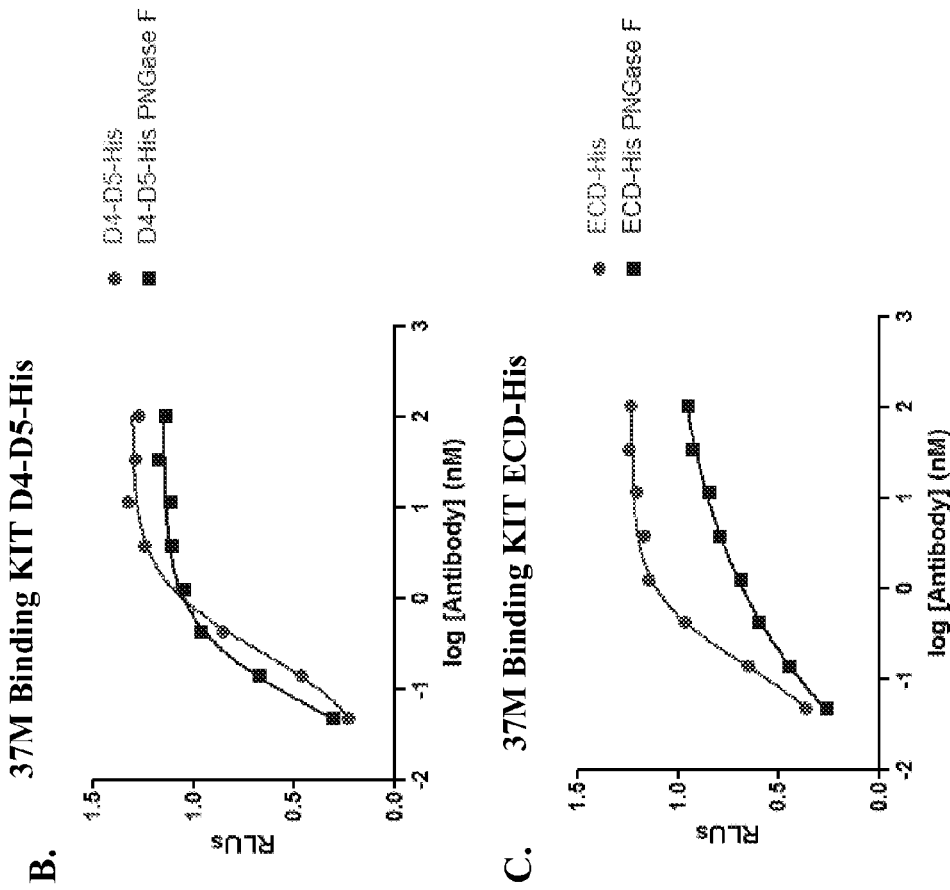 B.
37M Binding KIT D4-D5-His
RLUs
1.5
1.0
0.5
0.0
-2
-1
0
1
2
3
log [Antibody] (nM)
D4-D5-His
D4-D5-His PNGase F
C.
37M Binding KIT ECD-His
RLUs
1.5
1.0
0.5
0.0
-2
-1
0
1
2
3
log [Antibody] (nM)
ECD-His
ECD-His PNGase F